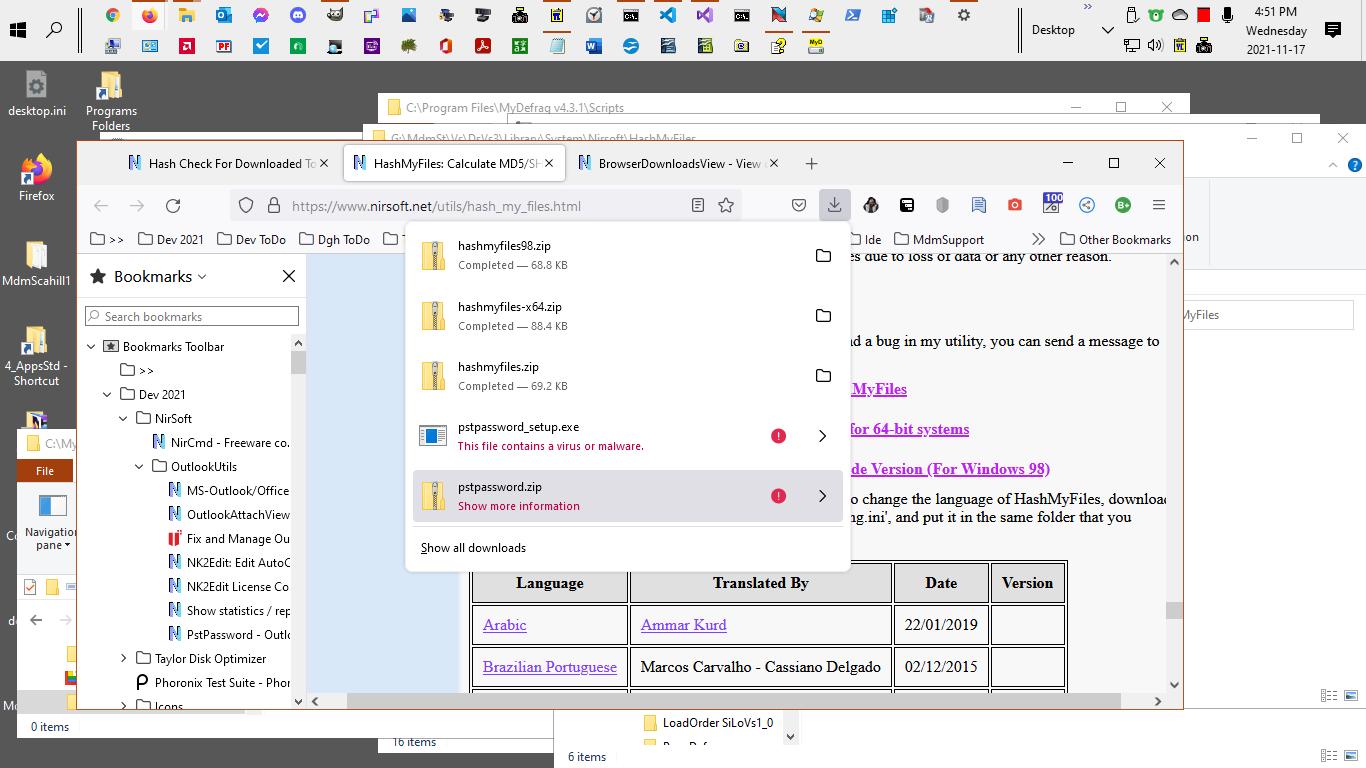 Desktop
4:51 PM
Wednesday
2021-11-17
desktop.ini
Programs
Folders
Firefox
MdmScahill1
4_AppsStd -
Shortcut
C:\Program Files\MyDefrag v4.3.1\Scripts
G:\MdmSt\Vs\DsVs3\Library\System\Nirsoft\HashMyFiles
Hash Check For Downloaded To
HashMyFiles: Calculate MD5/SH
BrowserDownloadsView - View
https://www.nirsoft.net/utils/hash_my_files.html
100
B+
>>
Dev 2021
Dev ToDo
Dgh ToDo
Ide
MdmSupport
Other Bookmarks
on
Bookmarks
Search bookmarks
Bookmarks Toolbar
>>
Dev 2021
NirSoft
NirCmd - Freeware co.
OutlookUtils
MS-Outlook/Office
OutlookAttachView
Fix and Manage Ou
NK2Edit: Edit AutoC
NK2Edit License Co
Show statistics / rep
PstPassword - Outlo
Taylor Disk Optimizer
Phoronix Test Suite - Phor
Icons
hashmyfiles98.zip
Completed — 68.8 KB
hashmyfiles-x64.zip
Completed — 88.4 KB
hashmyfiles.zip
Completed — 69.2 KB
pstpassword_setup.exe
This file contains a virus or malware.
pstpassword.zip
Show more information
Show all downloads
es due to loss of data or any other reason.
nd a bug in my utility, you can send a message to
MyFiles
for 64-bit systems
de Version (For Windows 98)
o change the language of HashMyFiles, download
ng.ini', and put it in the same folder that you
Language Translated By Date Version
Arabic Ammar Kurd 22/01/2019
Brazilian Portuguese Marcos Carvalho - Cassiano Delgado 02/12/2015
MyFiles
C:\My
File
Navigation
pane
0 items
16 items
LoadOrder SiLoVs1_0
6 items